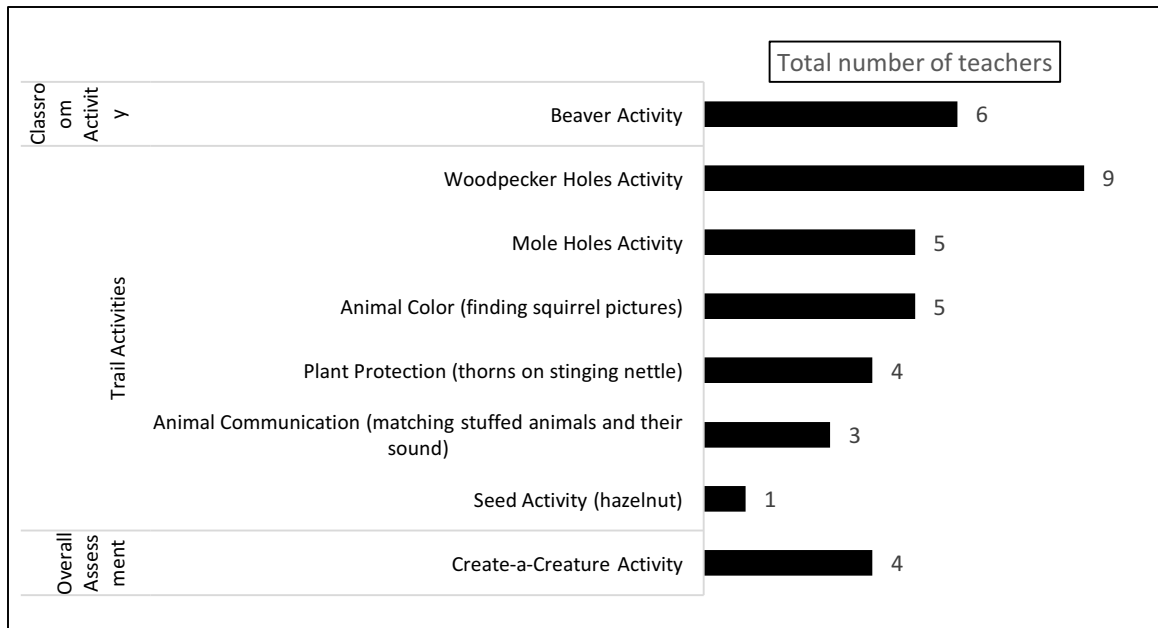 Total number of teachers
Classro
om
Activit
y
Beaver Activity
6
Trail Activities
Woodpecker Holes Activity
9
Mole Holes Activity
5
Animal Color (finding squirrel pictures)
5
Plant Protection (thorns on stinging nettle)
4
Animal Communication (matching stuffed animals and their
sound)
3
Seed Activity (hazelnut)
1
Overall
Assess
ment
Create-a-Creature Activity
4